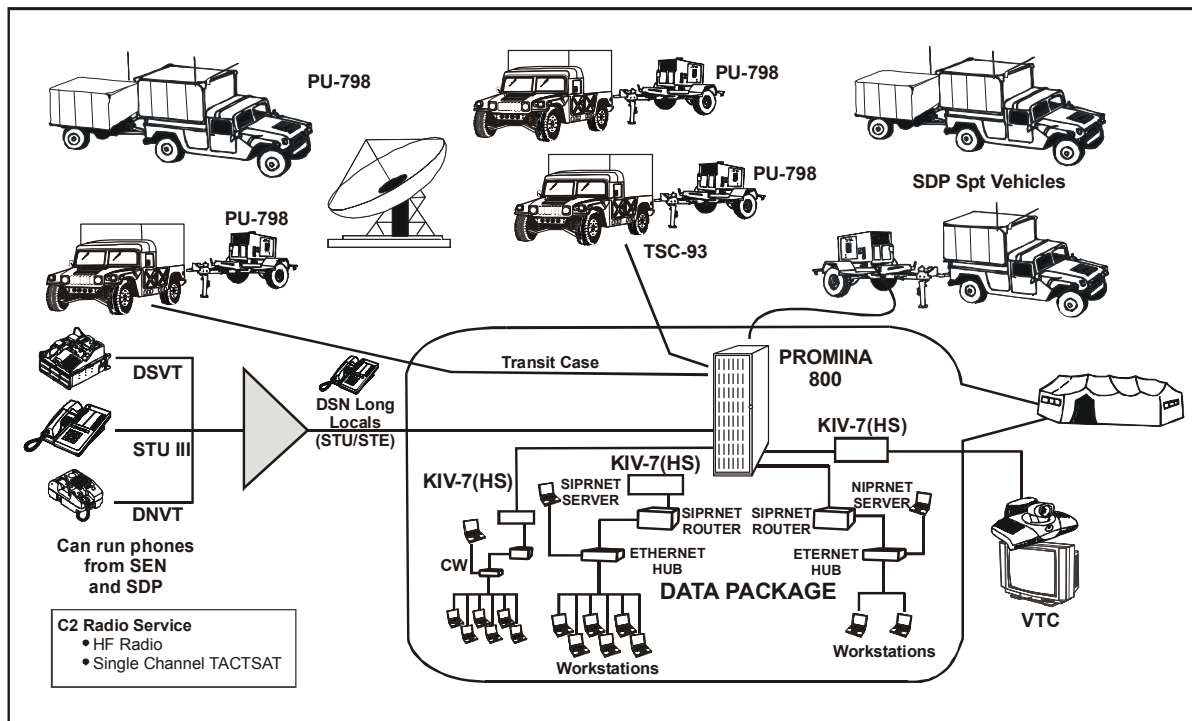 PU-798
PU-798
PU-798
SDP Spt Vehicles
PU-798
TSC-93
DSVT
STU III
DNVT
Can run phones
from SEN
and SDP
DSN Long
Locals
(STU/STE)
Transit Case
PROMINA
800
KIV-7(HS)
KIV-7(HS)
KIV-7(HS)
SIPRNET
SERVER
SIPRNET
ROUTER
SIPRNET
ROUTER
NIPRNET
SERVER
CW
ETHERNET
HUB
ETERNET
HUB
DATA PACKAGE
Workstations
Workstations
VTC
C2 Radio Service
• HF Radio
• Single Channel TACTSAT